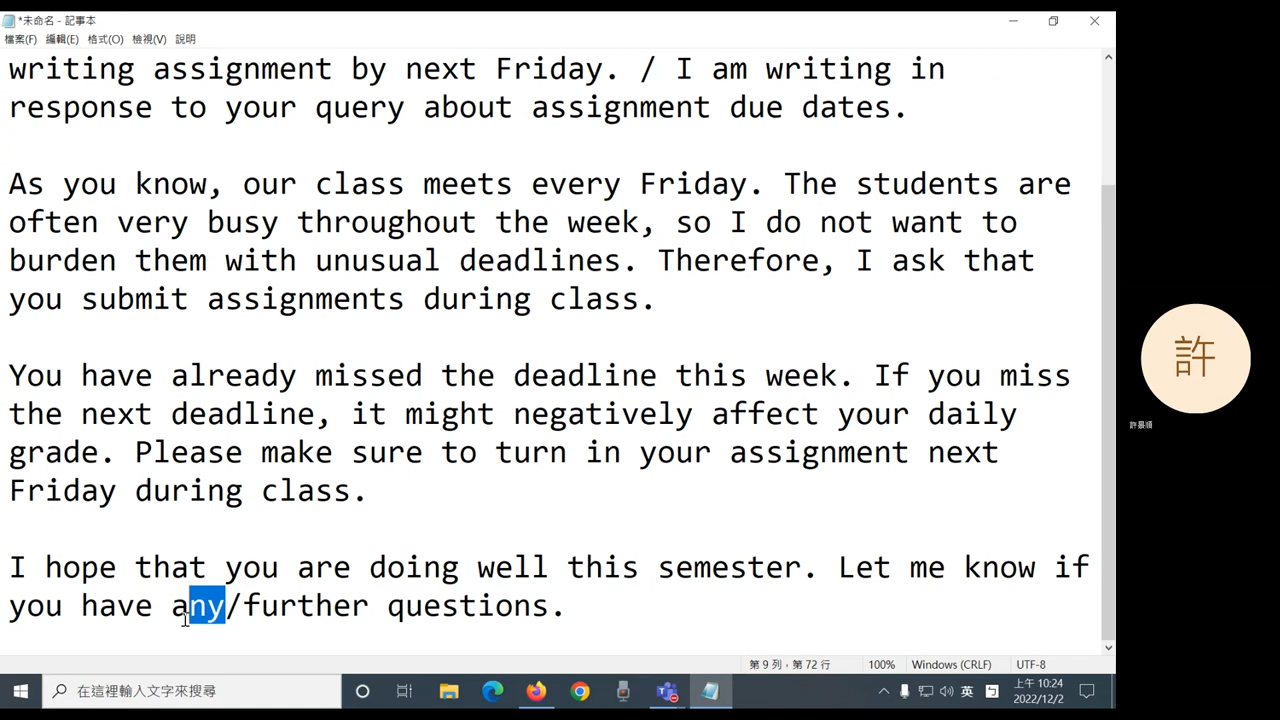 *未命名 - 記事本
檔案(F) 編輯(E) 格式(O) 檢視(V) 說明
writing assignment by next Friday. / I am writing in
response to your query about assignment due dates.
As you know, our class meets every Friday. The students are
often very busy throughout the week, so I do not want to
burden them with unusual deadlines. Therefore, I ask that
you submit assignments during class.
You have already missed the deadline this week. If you miss
the next deadline, it might negatively affect your daily
grade. Please make sure to turn in your assignment next
Friday during class.
I hope that you are doing well this semester. Let me know if
you have any/further questions.
第 9 列，第 72 行 100% Windows (CRLF) UTF-8
在這裡輸入文字來搜尋
英
上午 10:24
2022/12/2
許
許景順